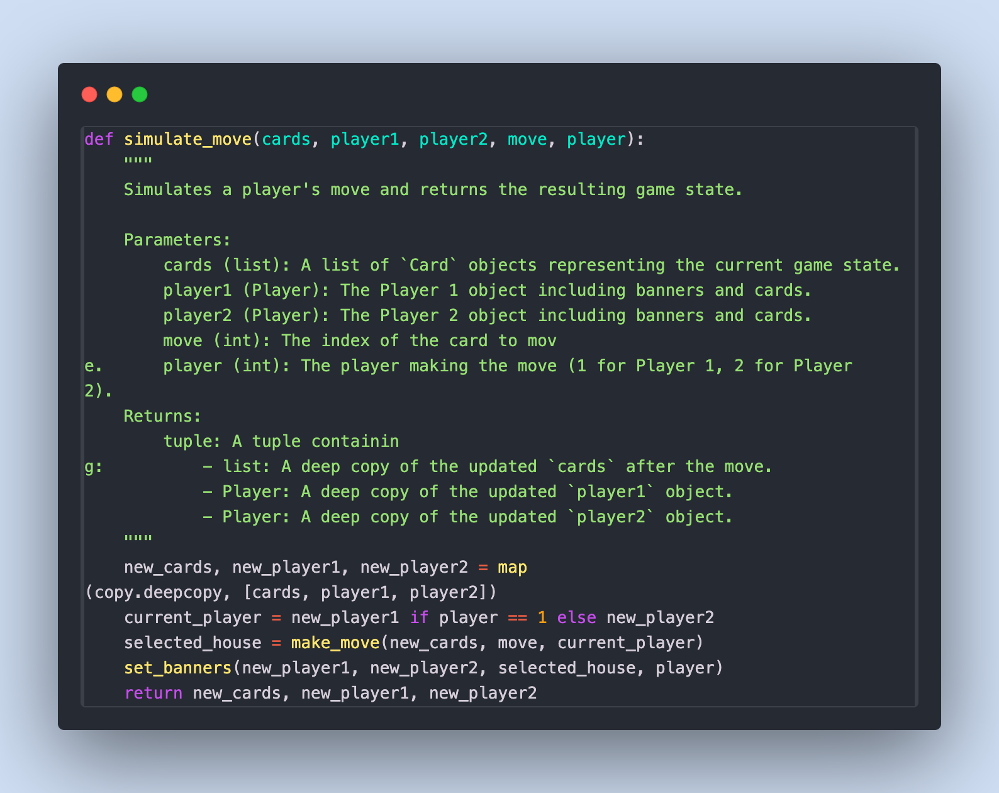 def simulate_move(cards, player1, player2, move, player):
    """
    Simulates a player's move and returns the resulting game state.

    Parameters:
        cards (list): A list of `Card` objects representing the current game state.
        player1 (Player): The Player 1 object including banners and cards.
        player2 (Player): The Player 2 object including banners and cards.
        move (int): The index of the card to mov
e.      player (int): The player making the move (1 for Player 1, 2 for Player
2).
    Returns:
        tuple: A tuple containin
g:          - list: A deep copy of the updated `cards` after the move.
            - Player: A deep copy of the updated `player1` object.
            - Player: A deep copy of the updated `player2` object.
    """
    new_cards, new_player1, new_player2 = map
(copy.deepcopy, [cards, player1, player2])
    current_player = new_player1 if player == 1 else new_player2
    selected_house = make_move(new_cards, move, current_player)
    set_banners(new_player1, new_player2, selected_house, player)
    return new_cards, new_player1, new_player2